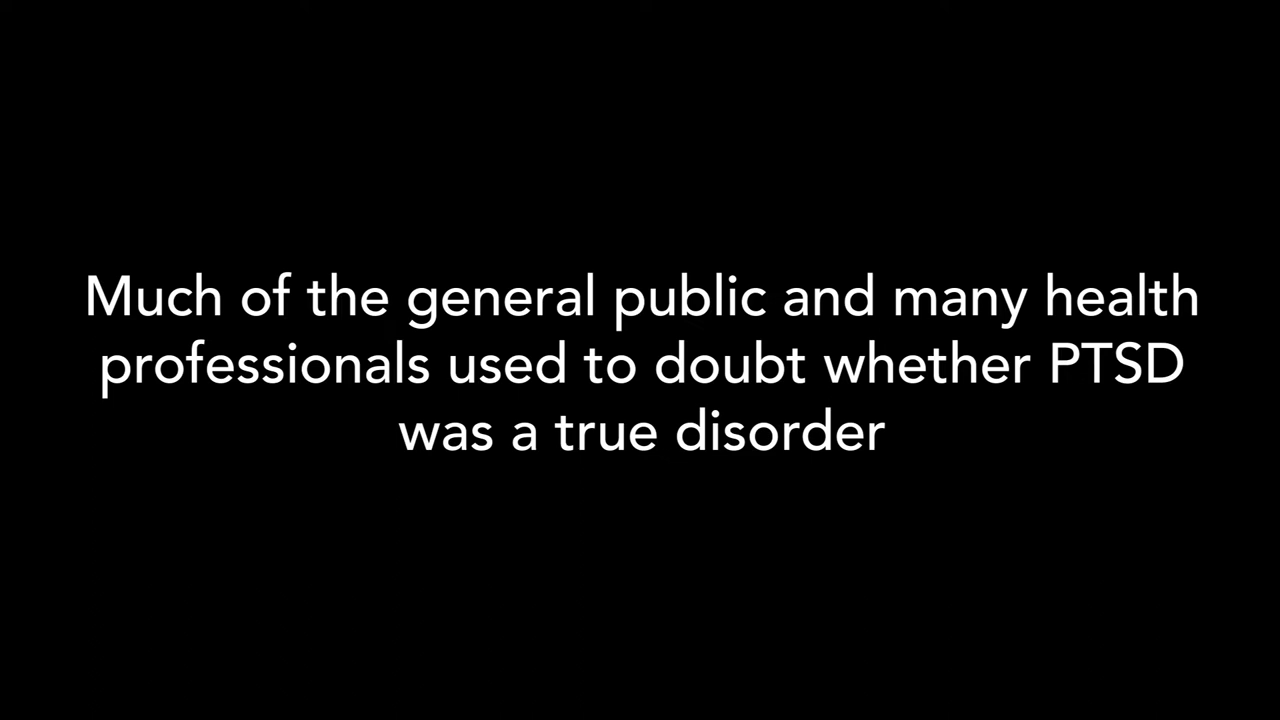 Much of the general public and many health
professionals used to doubt whether PTSD
was a true disorder